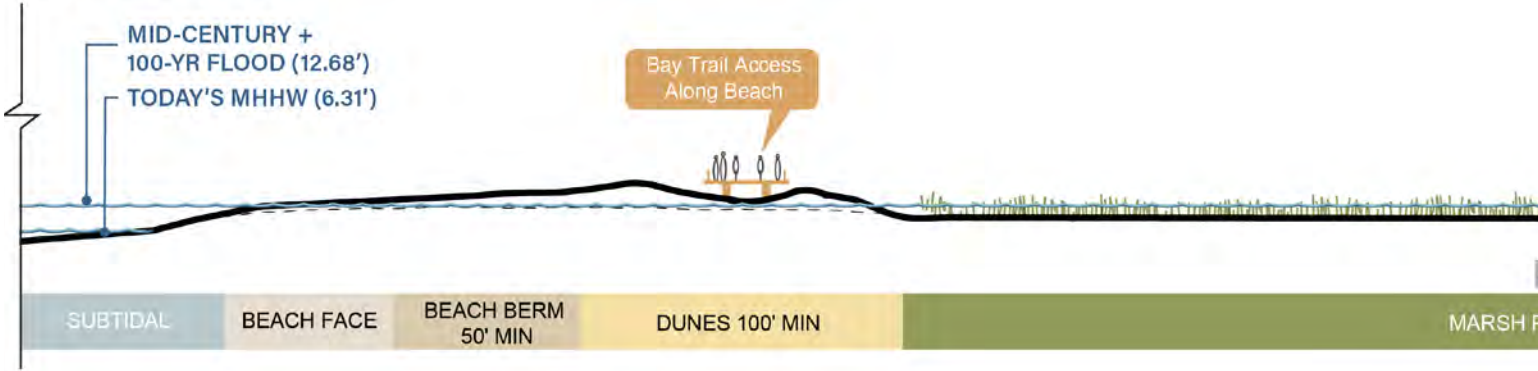 MID-CENTURY +
100-YR FLOOD (12.68′)
TODAY'S MHHW (6.31′)
Bay Trail Access
Along Beach
SUBTIDAL
BEACH FACE
BEACH BERM
50' MIN
DUNES 100' MIN
MARSH